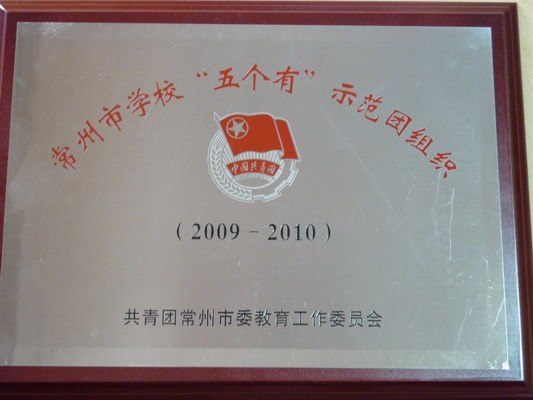 常州市学校“五个有”示范团组织
中国共青团
（2009－2010）
共青团常州市委教育工作委员会